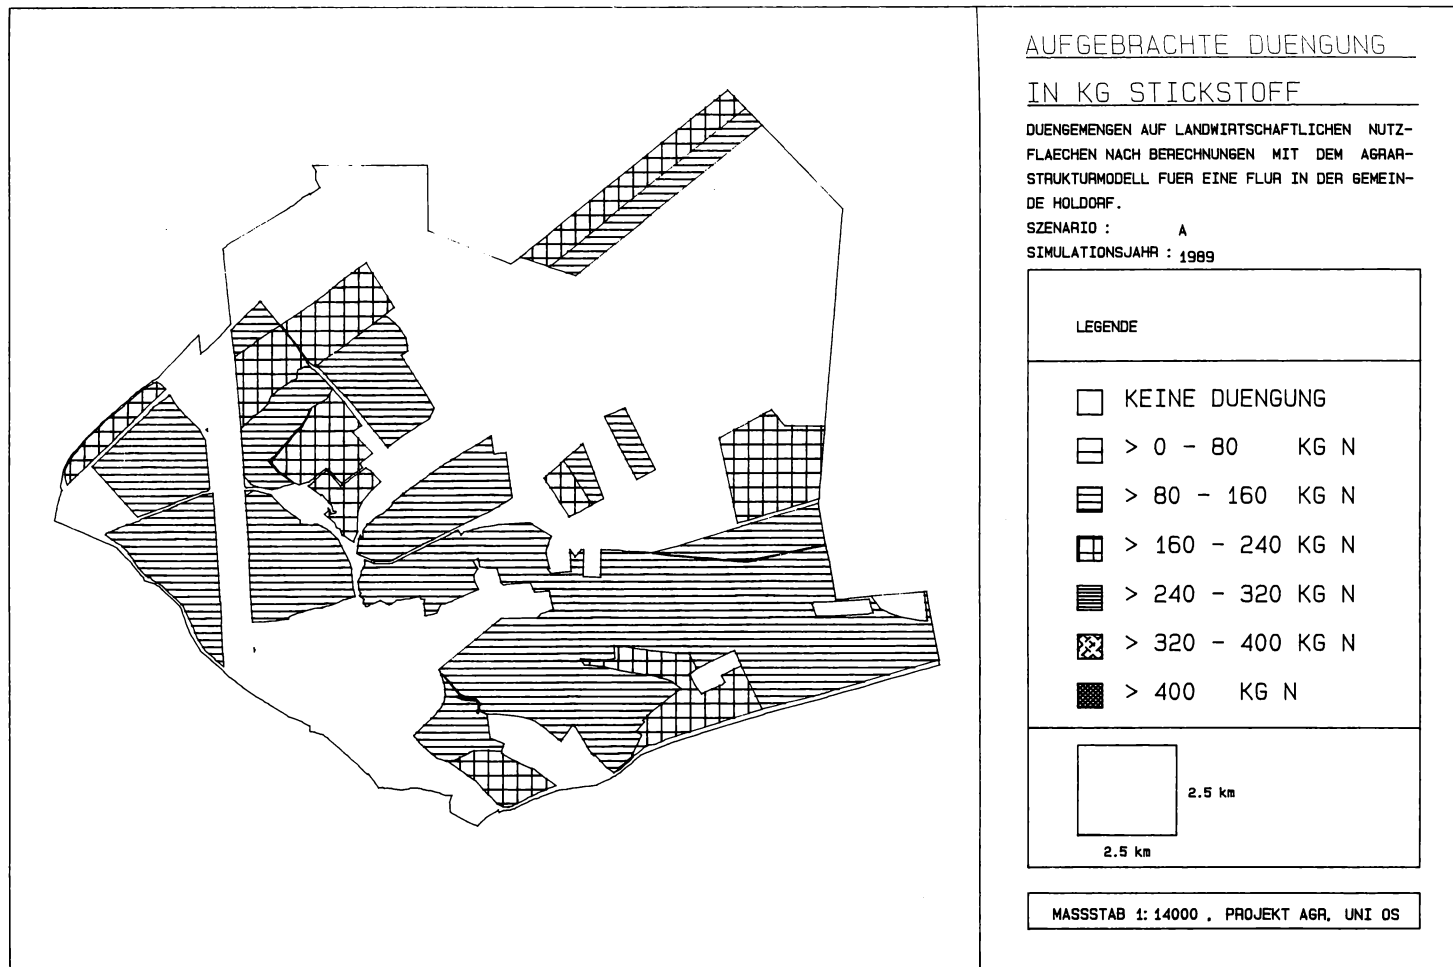 AUFGEBRACHTE DUENGUNG
IN KG STICKSTOFF
DUENGEMENGEN AUF LANDWIRTSCHAFTLICHEN NUTZ-
FLAECHEN NACH BERECHNUNGEN MIT DEM AGRAR-
STRUKTURMODELL FUER EINE FLUR IN DER GEMEIN-
DE HOLDORF.
SZENARIO : A
SIMULATIONSJAHR : 1989
LEGENDE
KEINE DUENGUNG
> 0 - 80 KG N
> 80 - 160 KG N
> 160 - 240 KG N
> 240 - 320 KG N
> 320 - 400 KG N
> 400 KG N
2.5 km
2.5 km
MASSSTAB 1:14000 . PROJEKT AGR. UNI OS